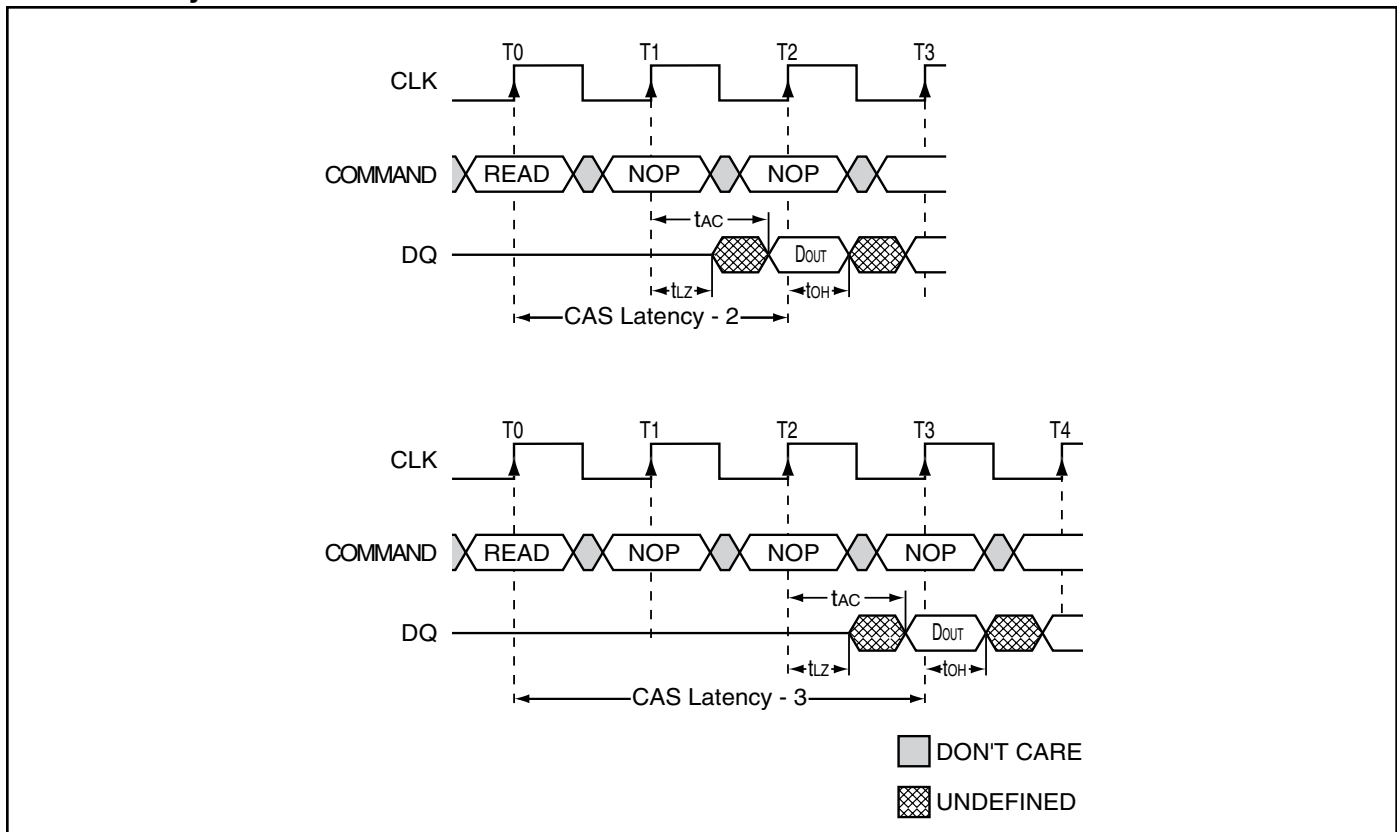 T0 T1 T2 T3
CLK
COMMAND READ NOP NOP
tAC
DQ DOUT
tLZ tOH
CAS Latency - 2
T0 T1 T2 T3 T4
CLK
COMMAND READ NOP NOP NOP
tAC
DQ DOUT
tLZ tOH
CAS Latency - 3
DON'T CARE
UNDEFINED